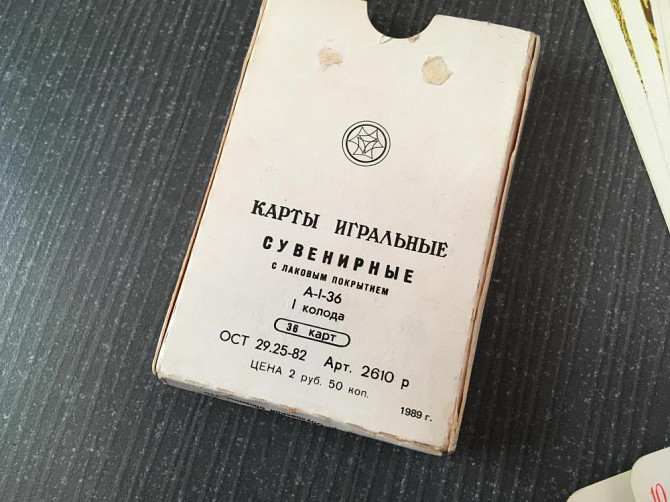 КАРТЫ ИГРАЛЬНЫЕ
СУВЕНИРНЫЕ
С ЛАКОВЫМ ПОКРЫТИЕМ
А-I-36
I колода
36 карт
ОСТ 29.25-82 Арт. 2610 р
ЦЕНА 2 руб. 50 коп.
1989 г.